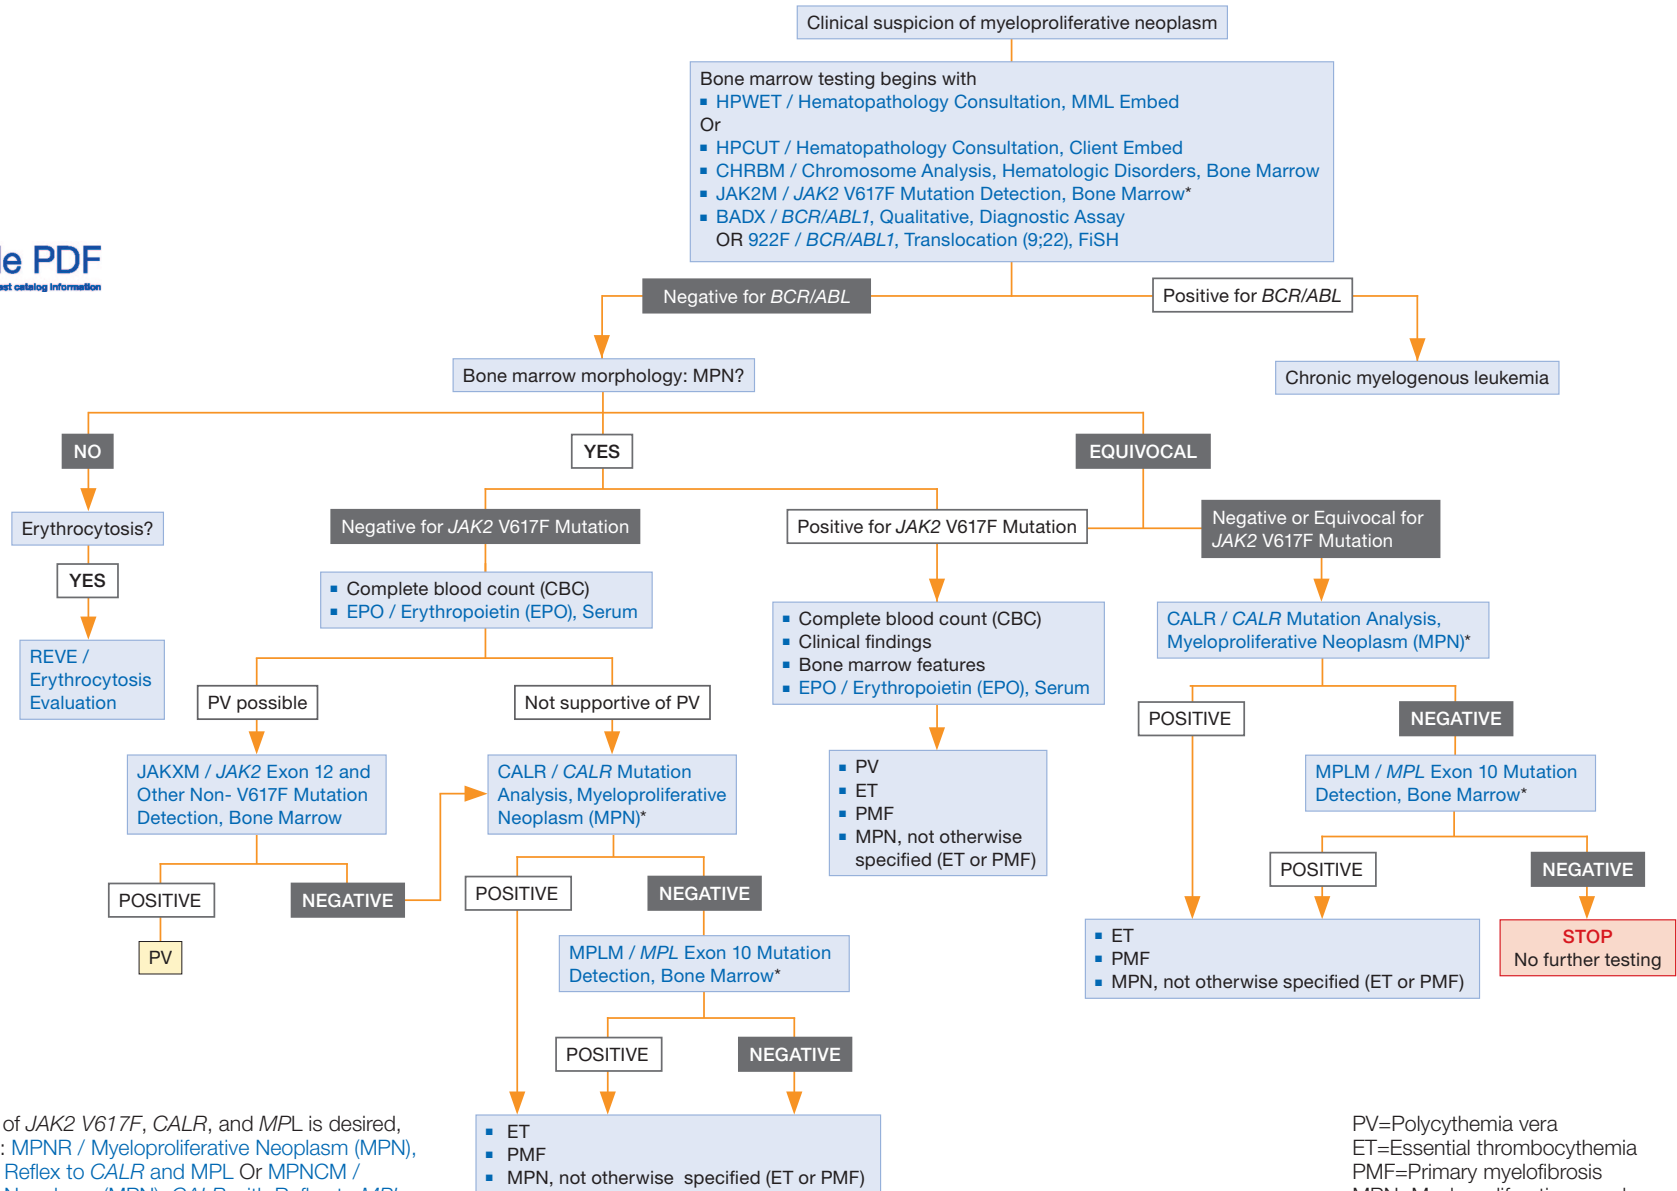 Clinical suspicion of myeloproliferative neoplasm
Bone marrow testing begins with
▪ HPWET / Hematopathology Consultation, MML Embed
Or
▪ HPCUT / Hematopathology Consultation, Client Embed
▪ CHRBM / Chromosome Analysis, Hematologic Disorders, Bone Marrow
▪ JAK2M / JAK2 V617F Mutation Detection, Bone Marrow*
▪ BADX / BCR/ABL1, Qualitative, Diagnostic Assay
OR 922F / BCR/ABL1, Translocation (9;22), FiSH
PDF
catalog information
Negative for BCR/ABL
Positive for BCR/ABL
Bone marrow morphology: MPN?
Chronic myelogenous leukemia
NO
YES
EQUIVOCAL
Erythrocytosis?
Negative for JAK2 V617F Mutation
Positive for JAK2 V617F Mutation
Negative or Equivocal for
JAK2 V617F Mutation
YES
▪ Complete blood count (CBC)
▪ EPO / Erythropoietin (EPO), Serum
▪ Complete blood count (CBC)
▪ Clinical findings
▪ Bone marrow features
▪ EPO / Erythropoietin (EPO), Serum
CALR / CALR Mutation Analysis,
Myeloproliferative Neoplasm (MPN)*
REVE /
Erythrocytosis
Evaluation
PV possible
Not supportive of PV
POSITIVE
NEGATIVE
JAKXM / JAK2 Exon 12 and
Other Non- V617F Mutation
Detection, Bone Marrow
CALR / CALR Mutation
Analysis, Myeloproliferative
Neoplasm (MPN)*
▪ PV
▪ ET
▪ PMF
▪ MPN, not otherwise
specified (ET or PMF)
MPLM / MPL Exon 10 Mutation
Detection, Bone Marrow*
POSITIVE
NEGATIVE
POSITIVE
NEGATIVE
POSITIVE
NEGATIVE
PV
MPLM / MPL Exon 10 Mutation
Detection, Bone Marrow*
▪ ET
▪ PMF
▪ MPN, not otherwise specified (ET or PMF)
STOP
No further testing
POSITIVE
NEGATIVE
▪ ET
▪ PMF
▪ MPN, not otherwise specified (ET or PMF)
of JAK2 V617F, CALR, and MPL is desired,
: MPNR / Myeloproliferative Neoplasm (MPN),
Reflex to CALR and MPL Or MPNCM /
PV=Polycythemia vera
ET=Essential thrombocythemia
PMF=Primary myelofibrosis